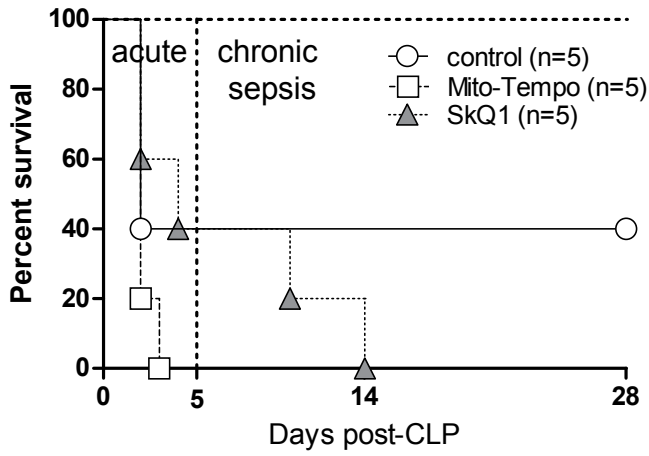 Percent survival
100
80
60
40
20
0
acute
chronic
sepsis
control (n=5)
Mito-Tempo (n=5)
SkQ1 (n=5)
0
5
14
28
Days post-CLP